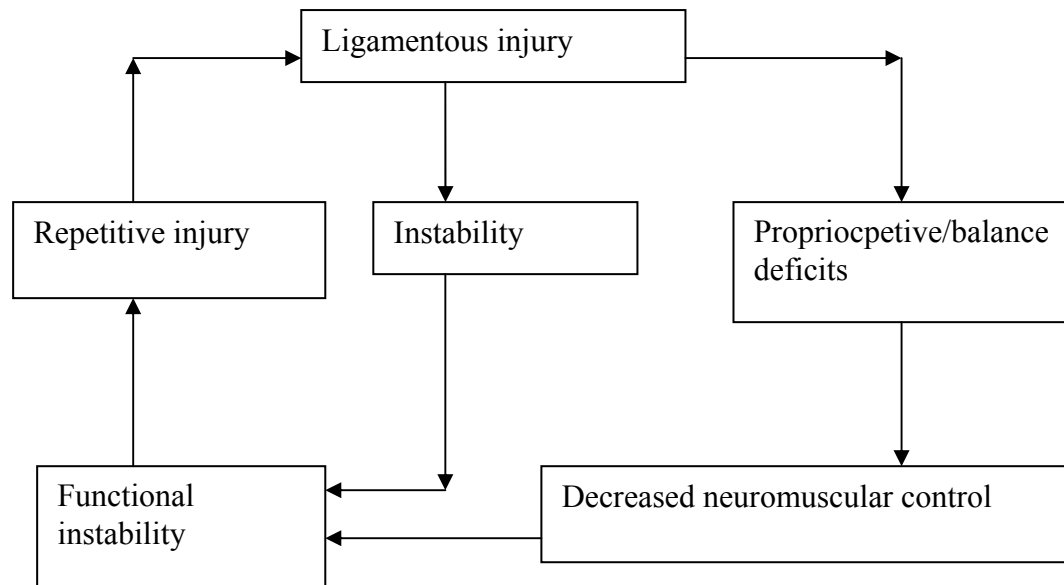 Ligamentous injury
Repetitive injury
Instability
Propriocpetive/balance
deficits
Functional
instability
Decreased neuromuscular control